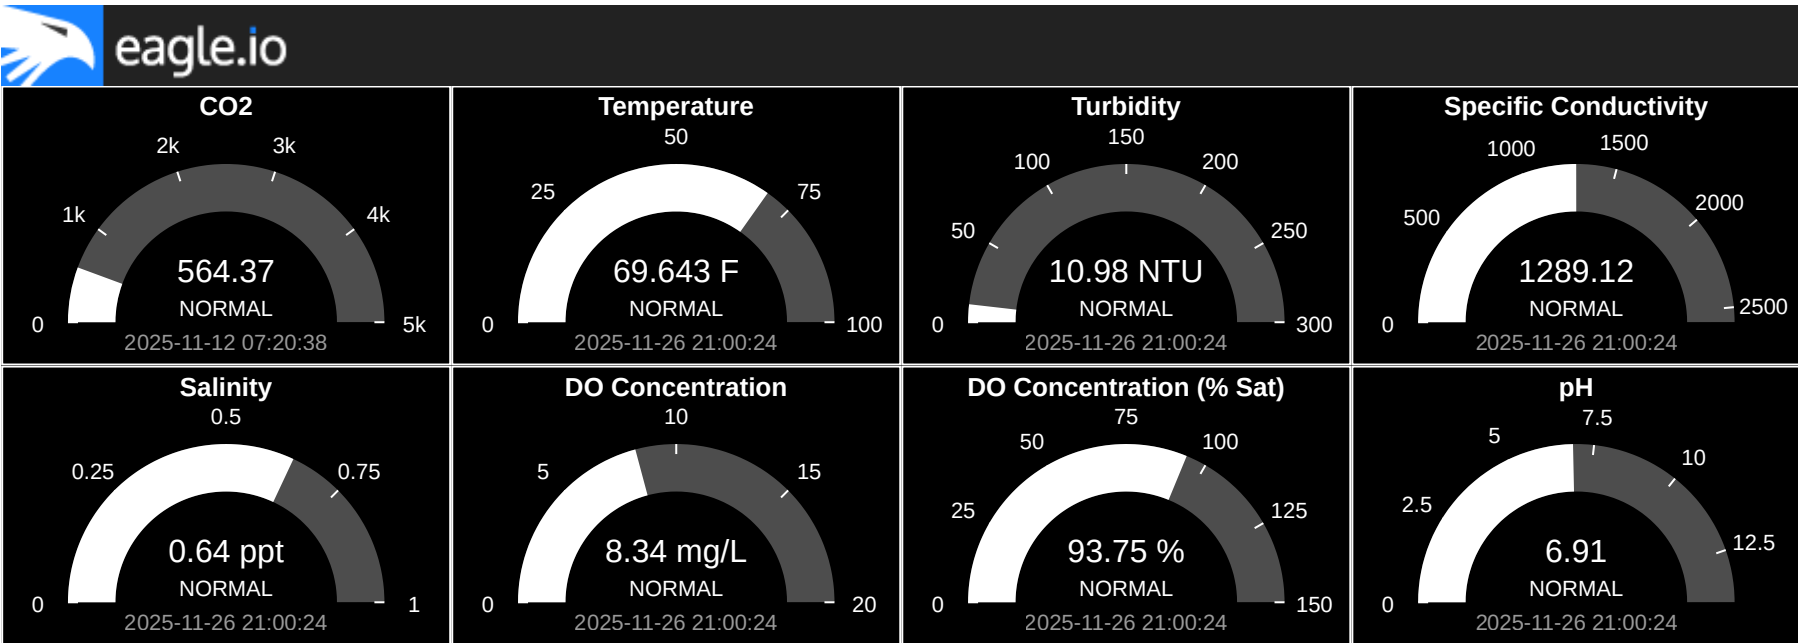 eagle.io
CO2
0
1k
2k
3k
4k
5k
564.37
NORMAL
2025-11-12 07:20:38
Temperature
0
25
50
75
100
69.643 F
NORMAL
2025-11-26 21:00:24
Turbidity
0
50
100
150
200
250
300
10.98 NTU
NORMAL
2025-11-26 21:00:24
Specific Conductivity
0
500
1000
1500
2000
2500
1289.12
NORMAL
2025-11-26 21:00:24
Salinity
0
0.25
0.5
0.75
1
0.64 ppt
NORMAL
2025-11-26 21:00:24
DO Concentration
0
5
10
15
20
8.34 mg/L
NORMAL
2025-11-26 21:00:24
DO Concentration (% Sat)
0
25
50
75
100
125
150
93.75 %
NORMAL
2025-11-26 21:00:24
pH
0
2.5
5
7.5
10
12.5
6.91
NORMAL
2025-11-26 21:00:24